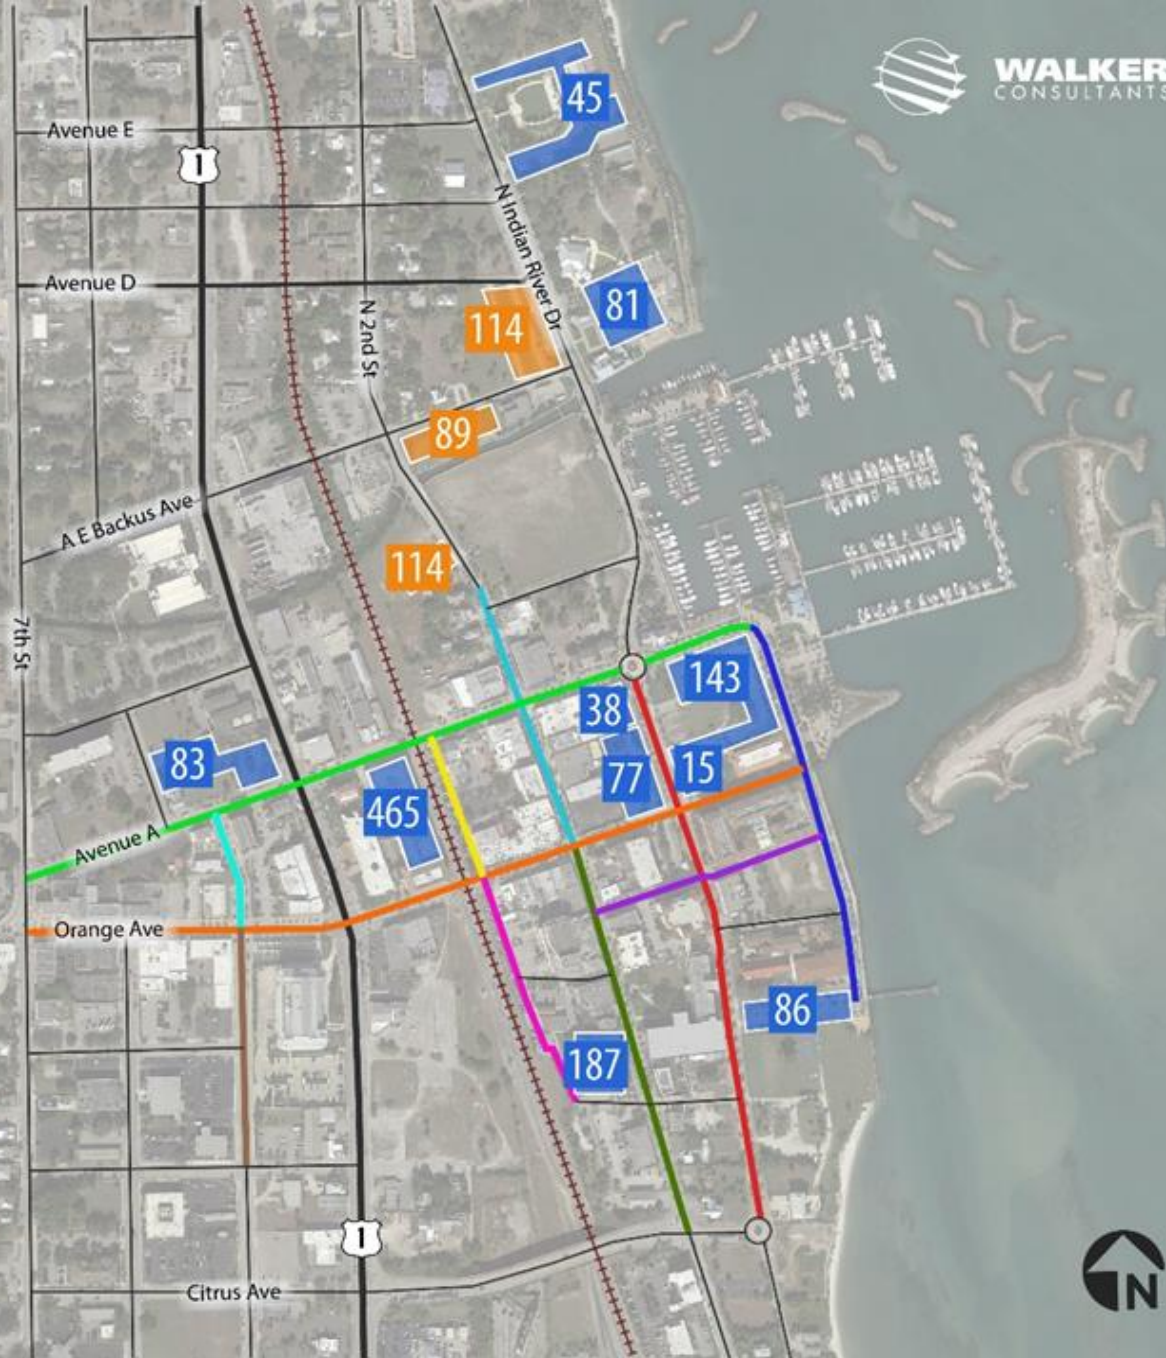 WALKER
CONSULTANTS
45
Avenue E
1
N Indian River Dr
Avenue D
81
114
N 2nd St
89
A E Backus Ave
114
7th St
143
38
83
77
15
465
Avenue A
Orange Ave
86
187
1
Citrus Ave
N